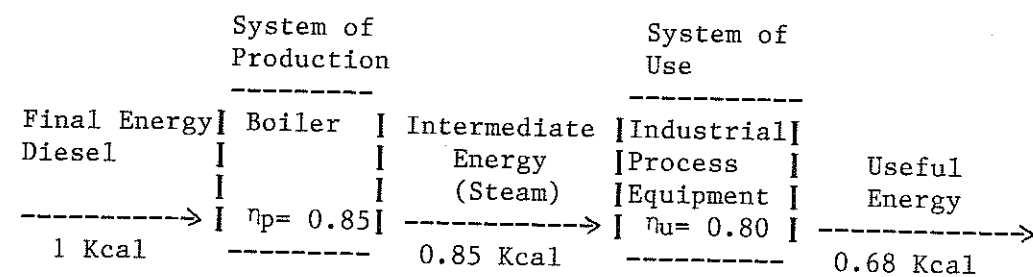 System of
Production
System of
Use
Final Energy
Diesel
1 Kcal
Boiler
ηp= 0.85
Intermediate
Energy
(Steam)
0.85 Kcal
Industrial
Process
Equipment
ηu= 0.80
Useful
Energy
0.68 Kcal